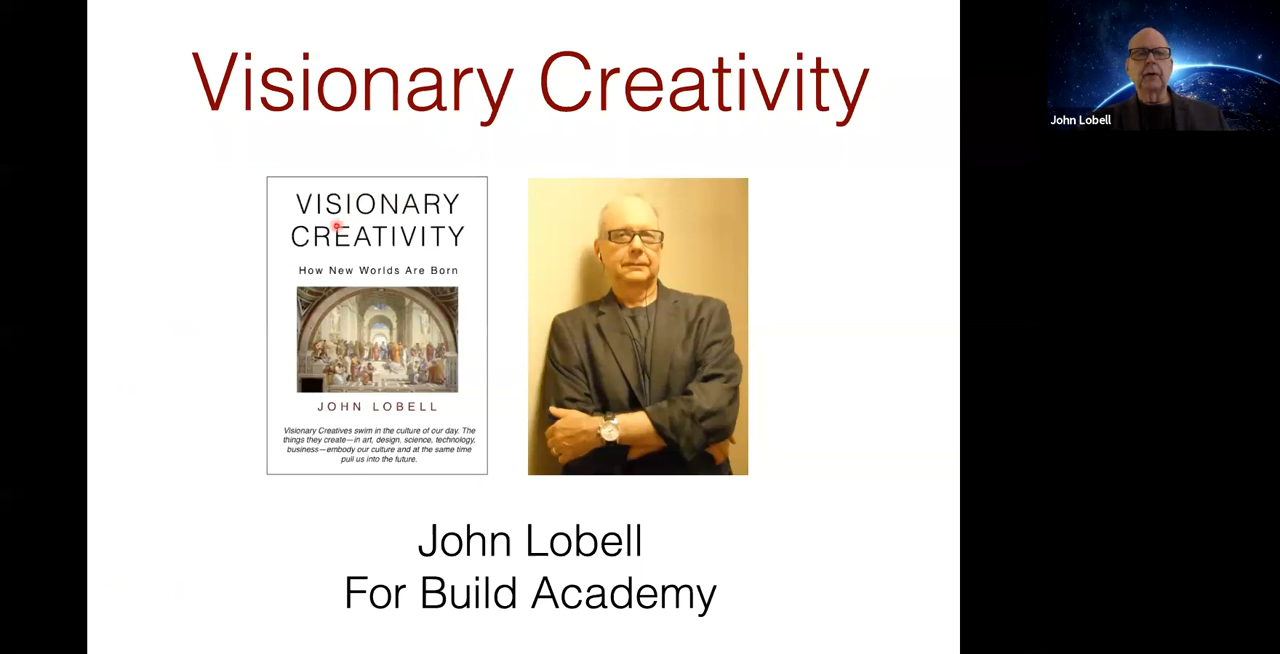 Visionary Creativity
VISIONARY
CREATIVITY
How New Worlds Are Born
JOHN LOBELL
Visionary Creatives swim in the culture of our day. The
things they create—in art, design, science, technology,
business—embody our culture and at the same time
pull us into the future.
John Lobell
For Build Academy
John Lobell